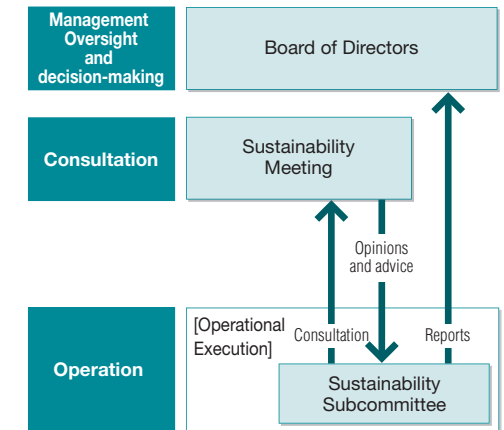 Management
Oversight
and
decision-making
Board of Directors
Consultation
Sustainability
Meeting
Opinions
and advice
Operation
[Operational
Execution]
Consultation
Reports
Sustainability
Subcommittee